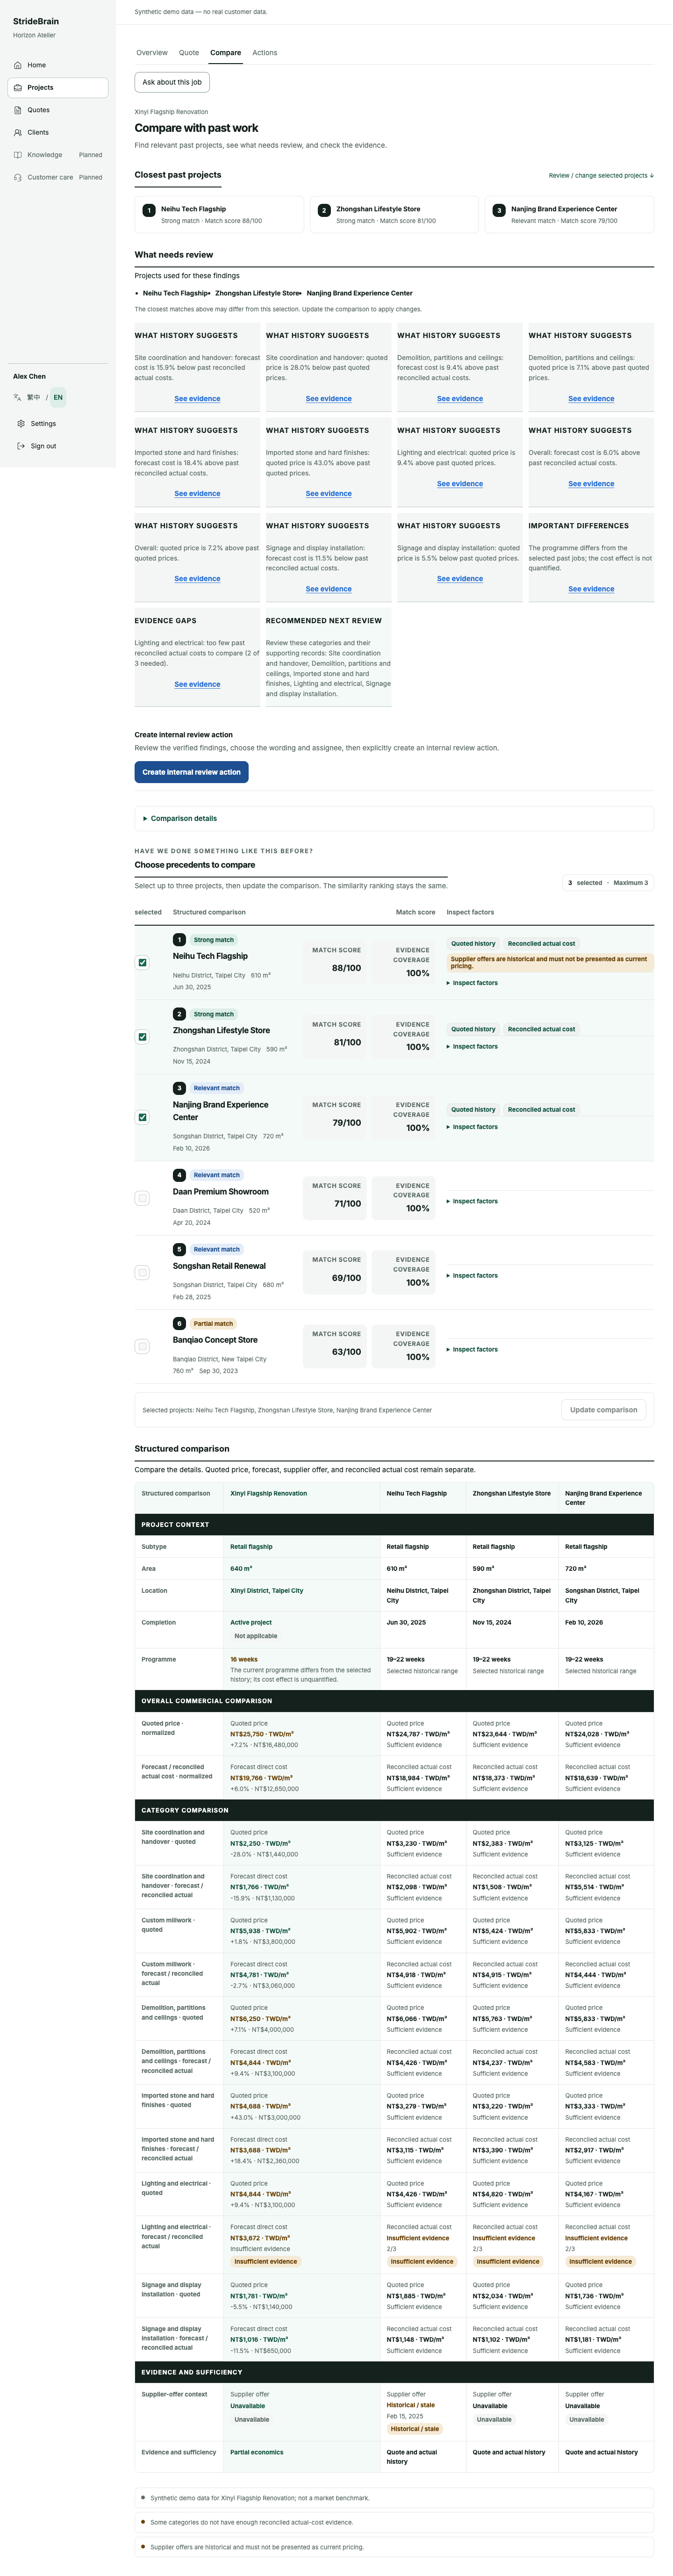 StrideBrain
Horizon Atelier
Home
Projects
Quotes
Clients
Knowledge Planned
Customer care Planned
Alex Chen
繁中 / EN
Settings
Sign out
Synthetic demo data — no real customer data.
Overview Quote Compare Actions
Ask about this job
Xinyi Flagship Renovation
Compare with past work
Find relevant past projects, see what needs review, and check the evidence.
Closest past projects
Review / change selected projects ↓
1 Neihu Tech Flagship
Strong match · Match score 88/100
2 Zhongshan Lifestyle Store
Strong match · Match score 81/100
3 Nanjing Brand Experience Center
Relevant match · Match score 79/100
What needs review
Projects used for these findings
• Neihu Tech Flagship • Zhongshan Lifestyle Store • Nanjing Brand Experience Center
The closest matches above may differ from this selection. Update the comparison to apply changes.
WHAT HISTORY SUGGESTS
Site coordination and handover: forecast
cost is 15.9% below past reconciled
actual costs.
See evidence
WHAT HISTORY SUGGESTS
Site coordination and handover: quoted
price is 28.0% below past quoted
prices.
See evidence
WHAT HISTORY SUGGESTS
Demolition, partitions and ceilings:
forecast cost is 9.4% above past
reconciled actual costs.
See evidence
WHAT HISTORY SUGGESTS
Demolition, partitions and ceilings:
quoted price is 7.1% above past quoted
prices.
See evidence
WHAT HISTORY SUGGESTS
Imported stone and hard finishes:
forecast cost is 18.4% above past
reconciled actual costs.
See evidence
WHAT HISTORY SUGGESTS
Imported stone and hard finishes:
quoted price is 43.0% above past
quoted prices.
See evidence
WHAT HISTORY SUGGESTS
Lighting and electrical: quoted price is
9.4% above past quoted prices.
See evidence
WHAT HISTORY SUGGESTS
Overall: forecast cost is 6.0% above
past reconciled actual costs.
See evidence
WHAT HISTORY SUGGESTS
Overall: quoted price is 7.2% above past
quoted prices.
See evidence
WHAT HISTORY SUGGESTS
Signage and display installation:
forecast cost is 11.5% below past
reconciled actual costs.
See evidence
WHAT HISTORY SUGGESTS
Signage and display installation: quoted
price is 5.5% below past quoted prices.
See evidence
IMPORTANT DIFFERENCES
The programme differs from the
selected past jobs; the cost effect is not
quantified.
See evidence
EVIDENCE GAPS
Lighting and electrical: too few past
reconciled actual costs to compare (2 of
3 needed).
See evidence
RECOMMENDED NEXT REVIEW
Review these categories and their
supporting records: Site coordination
and handover, Demolition, partitions and
ceilings, Imported stone and hard
finishes, Lighting and electrical, Signage
and display installation.
Create internal review action
Review the verified findings, choose the wording and assignee, then explicitly create an internal review action.
Create internal review action
▶ Comparison details
HAVE WE DONE SOMETHING LIKE THIS BEFORE?
Choose precedents to compare
Select up to three projects, then update the comparison. The similarity ranking stays the same.
3 selected · Maximum 3
selected Structured comparison Match score Inspect factors
1 Strong match
Neihu Tech Flagship
Neihu District, Taipei City 610 m²
Jun 30, 2025
MATCH SCORE
88/100
EVIDENCE
COVERAGE
100%
Quoted history Reconciled actual cost
Supplier offers are historical and must not be presented as current
pricing.
▶ Inspect factors
2 Strong match
Zhongshan Lifestyle Store
Zhongshan District, Taipei City 590 m²
Nov 15, 2024
MATCH SCORE
81/100
EVIDENCE
COVERAGE
100%
Quoted history Reconciled actual cost
▶ Inspect factors
3 Relevant match
Nanjing Brand Experience
Center
Songshan District, Taipei City 720 m²
Feb 10, 2026
MATCH SCORE
79/100
EVIDENCE
COVERAGE
100%
Quoted history Reconciled actual cost
▶ Inspect factors
4 Relevant match
Daan Premium Showroom
Daan District, Taipei City 520 m²
Apr 20, 2024
MATCH SCORE
71/100
EVIDENCE
COVERAGE
100%
▶ Inspect factors
5 Relevant match
Songshan Retail Renewal
Songshan District, Taipei City 680 m²
Feb 28, 2025
MATCH SCORE
69/100
EVIDENCE
COVERAGE
100%
▶ Inspect factors
6 Partial match
Banqiao Concept Store
Banqiao District, New Taipei City
760 m² Sep 30, 2023
MATCH SCORE
63/100
EVIDENCE
COVERAGE
100%
▶ Inspect factors
Selected projects: Neihu Tech Flagship, Zhongshan Lifestyle Store, Nanjing Brand Experience Center
Update comparison
Structured comparison
Compare the details. Quoted price, forecast, supplier offer, and reconciled actual cost remain separate.
Structured comparison Xinyi Flagship Renovation Neihu Tech Flagship Zhongshan Lifestyle Store Nanjing Brand Experience
Center
PROJECT CONTEXT
Subtype Retail flagship Retail flagship Retail flagship Retail flagship
Area 640 m² 610 m² 590 m² 720 m²
Location Xinyi District, Taipei City Neihu District, Taipei Zhongshan District, Taipei Songshan District, Taipei
City City City
Completion Active project Jun 30, 2025 Nov 15, 2024 Feb 10, 2026
Not applicable
Programme 16 weeks 19–22 weeks 19–22 weeks 19–22 weeks
The current programme differs from the selected Selected historical range Selected historical range Selected historical range
history; its cost effect is unquantified.
OVERALL COMMERCIAL COMPARISON
Quoted price · Quoted price Quoted price Quoted price Quoted price
normalized NT$25,750 · TWD/m² NT$24,787 · TWD/m² NT$23,644 · TWD/m² NT$24,028 · TWD/m²
+7.2% · NT$16,480,000 Sufficient evidence Sufficient evidence Sufficient evidence
Forecast / reconciled Forecast direct cost Reconciled actual cost Reconciled actual cost Reconciled actual cost
actual cost · normalized NT$19,766 · TWD/m² NT$18,984 · TWD/m² NT$18,373 · TWD/m² NT$18,639 · TWD/m²
+6.0% · NT$12,650,000 Sufficient evidence Sufficient evidence Sufficient evidence
CATEGORY COMPARISON
Site coordination and Quoted price Quoted price Quoted price Quoted price
handover · quoted NT$2,250 · TWD/m² NT$3,230 · TWD/m² NT$2,383 · TWD/m² NT$3,125 · TWD/m²
-28.0% · NT$1,440,000 Sufficient evidence Sufficient evidence Sufficient evidence
Site coordination and Forecast direct cost Reconciled actual cost Reconciled actual cost Reconciled actual cost
handover · forecast / NT$1,766 · TWD/m² NT$2,098 · TWD/m² NT$1,508 · TWD/m² NT$5,514 · TWD/m²
reconciled actual -15.9% · NT$1,130,000 Sufficient evidence Sufficient evidence Sufficient evidence
Custom millwork · Quoted price Quoted price Quoted price Quoted price
quoted NT$5,938 · TWD/m² NT$5,902 · TWD/m² NT$5,424 · TWD/m² NT$5,833 · TWD/m²
+1.8% · NT$3,800,000 Sufficient evidence Sufficient evidence Sufficient evidence
Custom millwork · Forecast direct cost Reconciled actual cost Reconciled actual cost Reconciled actual cost
forecast / reconciled NT$4,781 · TWD/m² NT$4,918 · TWD/m² NT$4,915 · TWD/m² NT$4,444 · TWD/m²
actual -2.7% · NT$3,060,000 Sufficient evidence Sufficient evidence Sufficient evidence
Demolition, partitions Quoted price Quoted price Quoted price Quoted price
and ceilings · quoted NT$6,250 · TWD/m² NT$6,066 · TWD/m² NT$5,763 · TWD/m² NT$5,833 · TWD/m²
+7.1% · NT$4,000,000 Sufficient evidence Sufficient evidence Sufficient evidence
Demolition, partitions Forecast direct cost Reconciled actual cost Reconciled actual cost Reconciled actual cost
and ceilings · forecast / NT$4,844 · TWD/m² NT$4,426 · TWD/m² NT$4,237 · TWD/m² NT$4,583 · TWD/m²
reconciled actual +9.4% · NT$3,100,000 Sufficient evidence Sufficient evidence Sufficient evidence
Imported stone and hard Quoted price Quoted price Quoted price Quoted price
finishes · quoted NT$4,688 · TWD/m² NT$3,279 · TWD/m² NT$3,220 · TWD/m² NT$3,333 · TWD/m²
+43.0% · NT$3,000,000 Sufficient evidence Sufficient evidence Sufficient evidence
Imported stone and hard Forecast direct cost Reconciled actual cost Reconciled actual cost Reconciled actual cost
finishes · forecast / NT$3,688 · TWD/m² NT$3,115 · TWD/m² NT$3,390 · TWD/m² NT$2,917 · TWD/m²
reconciled actual +18.4% · NT$2,360,000 Sufficient evidence Sufficient evidence Sufficient evidence
Lighting and electrical · Quoted price Quoted price Quoted price Quoted price
quoted NT$4,844 · TWD/m² NT$4,426 · TWD/m² NT$4,820 · TWD/m² NT$4,167 · TWD/m²
+9.4% · NT$3,100,000 Sufficient evidence Sufficient evidence Sufficient evidence
Lighting and electrical · Forecast direct cost Reconciled actual cost Reconciled actual cost Reconciled actual cost
forecast / reconciled NT$3,672 · TWD/m² Insufficient evidence Insufficient evidence Insufficient evidence
actual Insufficient evidence 2/3 2/3 2/3
Insufficient evidence Insufficient evidence Insufficient evidence Insufficient evidence
Signage and display Quoted price Quoted price Quoted price Quoted price
installation · quoted NT$1,781 · TWD/m² NT$1,885 · TWD/m² NT$2,034 · TWD/m² NT$1,736 · TWD/m²
-5.5% · NT$1,140,000 Sufficient evidence Sufficient evidence Sufficient evidence
Signage and display Forecast direct cost Reconciled actual cost Reconciled actual cost Reconciled actual cost
installation · forecast / NT$1,016 · TWD/m² NT$1,148 · TWD/m² NT$1,102 · TWD/m² NT$1,181 · TWD/m²
reconciled actual -11.5% · NT$650,000 Sufficient evidence Sufficient evidence Sufficient evidence
EVIDENCE AND SUFFICIENCY
Supplier-offer context Supplier offer Supplier offer Supplier offer Supplier offer
Unavailable Historical / stale Unavailable Unavailable
Unavailable Feb 15, 2025 Unavailable Unavailable
Historical / stale
Evidence and sufficiency Partial economics Quote and actual Quote and actual history Quote and actual history
history
Synthetic demo data for Xinyi Flagship Renovation; not a market benchmark.
Some categories do not have enough reconciled actual-cost evidence.
Supplier offers are historical and must not be presented as current pricing.